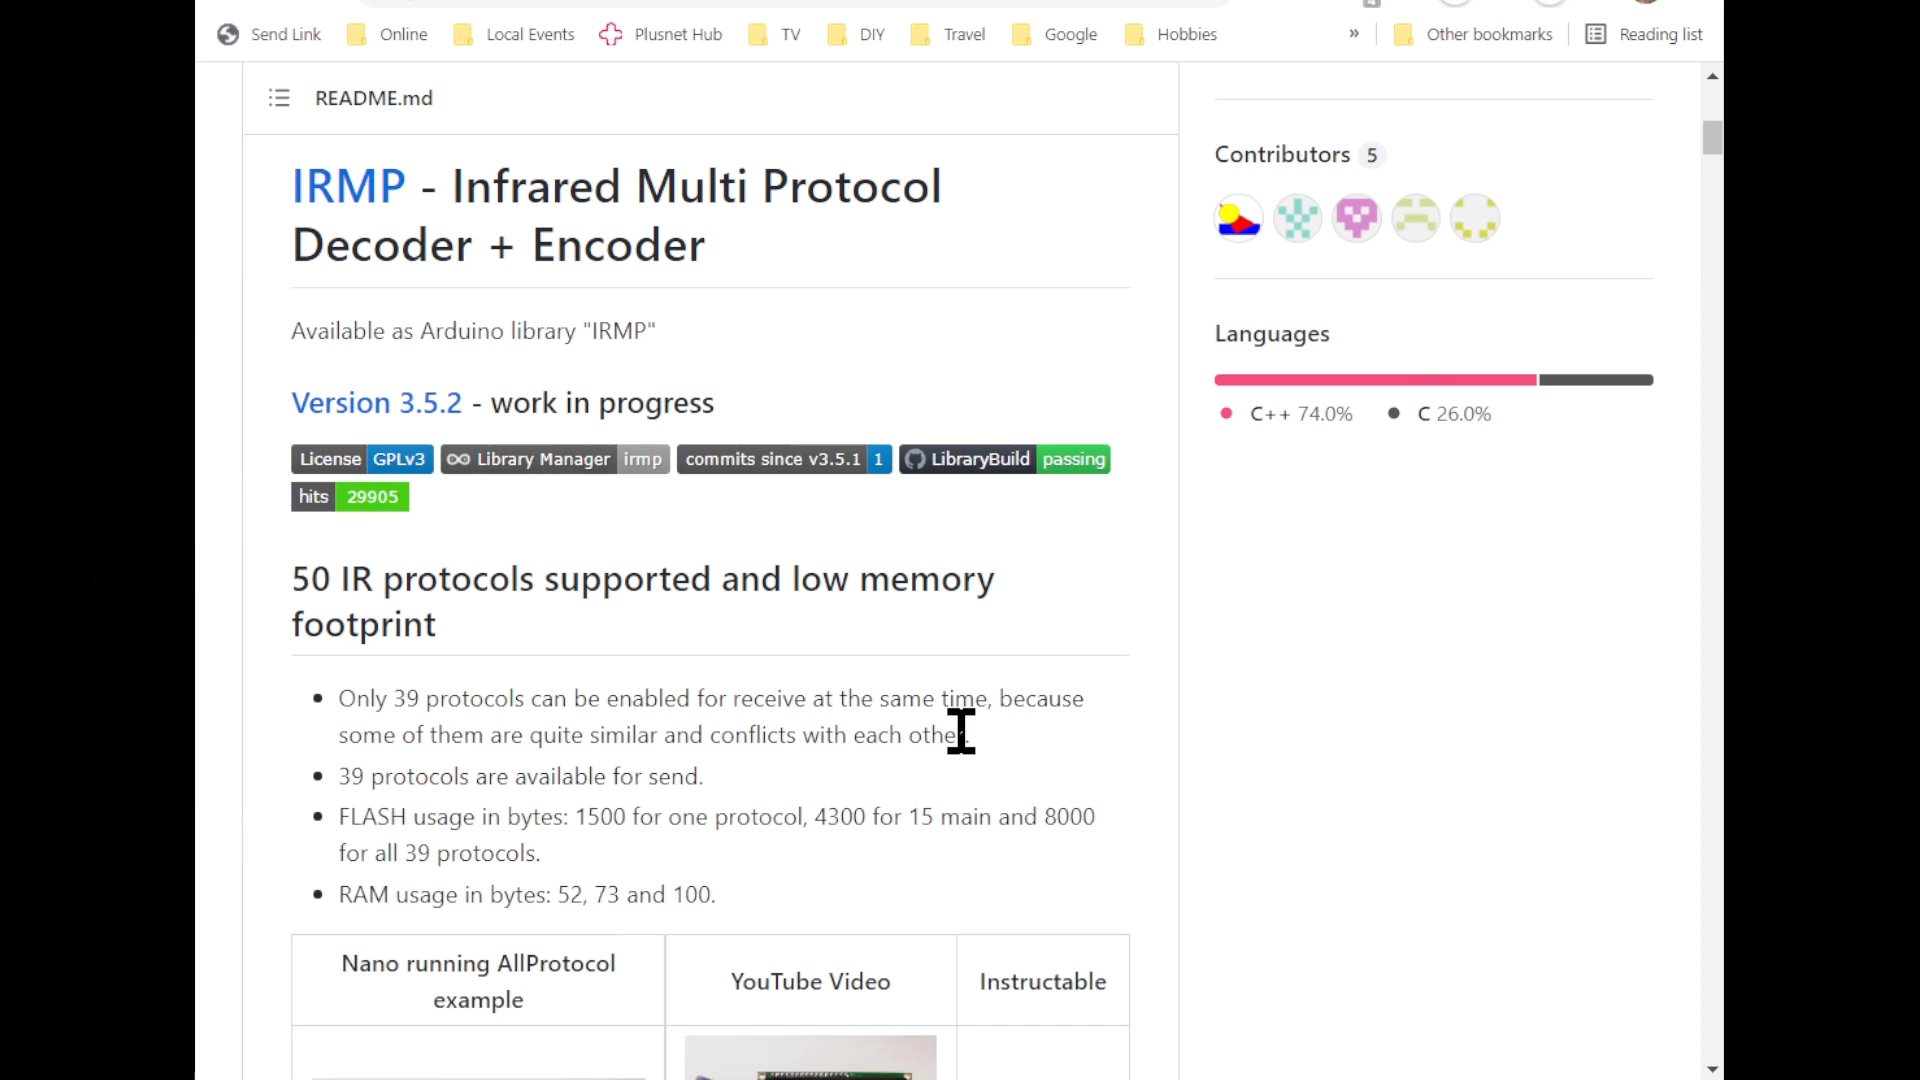 Send Link Online Local Events Plusnet Hub TV DIY Travel Google Hobbies » Other bookmarks Reading list
README.md
IRMP - Infrared Multi Protocol
Decoder + Encoder
Available as Arduino library "IRMP"
Version 3.5.2 - work in progress
License GPLv3 Library Manager irmp commits since v3.5.1 1 LibraryBuild passing
hits 29905
50 IR protocols supported and low memory
footprint
Only 39 protocols can be enabled for receive at the same time, because
some of them are quite similar and conflicts with each other.
39 protocols are available for send.
FLASH usage in bytes: 1500 for one protocol, 4300 for 15 main and 8000
for all 39 protocols.
RAM usage in bytes: 52, 73 and 100.
Nano running AllProtocol
example
YouTube Video
Instructable
Contributors 5
Languages
C++ 74.0% C 26.0%